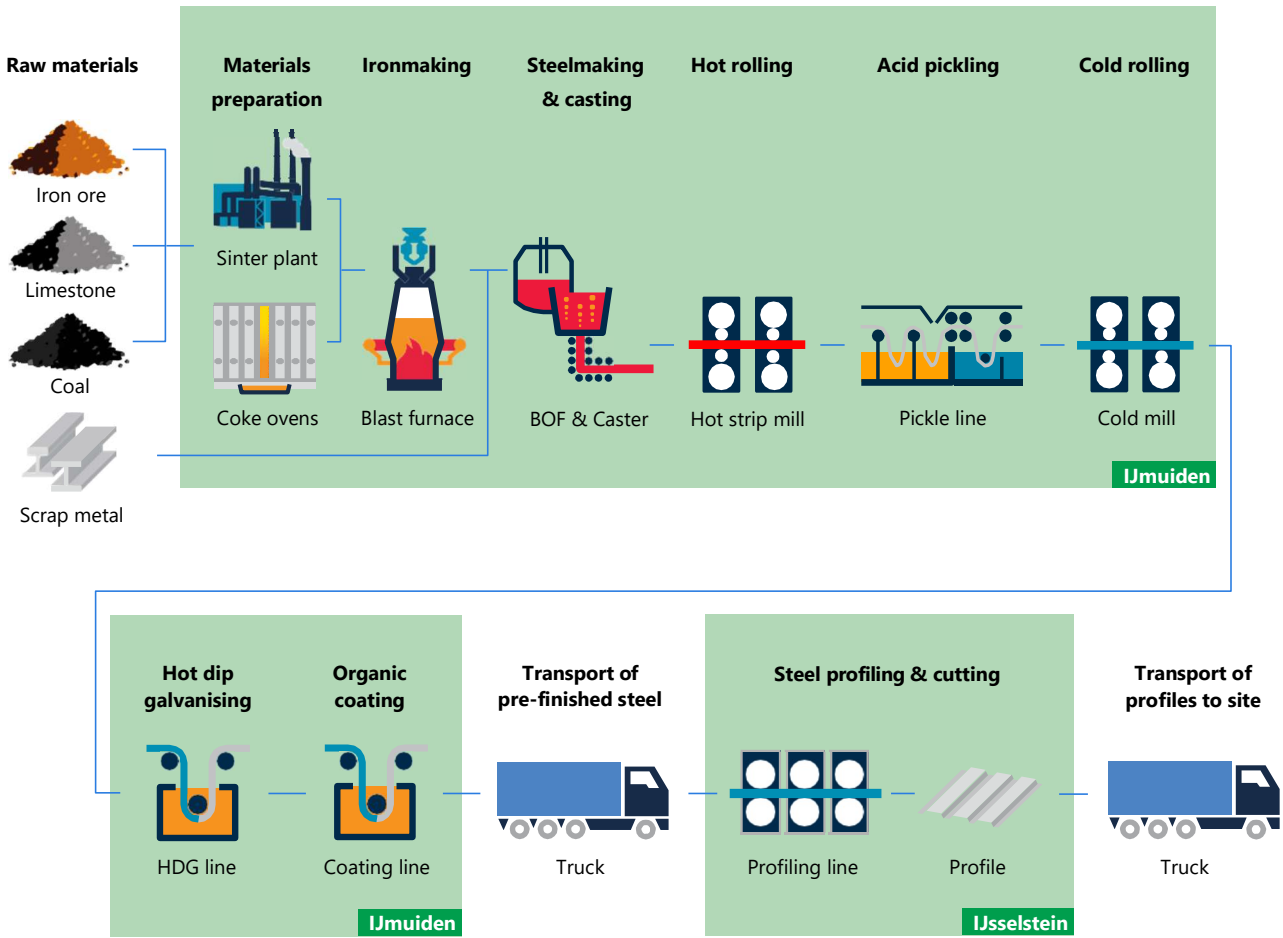 Raw materials
Materials
preparation
Ironmaking
Steelmaking
& casting
Hot rolling
Acid pickling
Cold rolling
Iron ore
Limestone
Coal
Scrap metal
Sinter plant
Coke ovens
Blast furnace
BOF & Caster
Hot strip mill
Pickle line
Cold mill
IJmuiden
Hot dip
galvanising
Organic
coating
Transport of
pre-finished steel
Steel profiling & cutting
Transport of
profiles to site
HDG line
Coating line
Truck
Profiling line
Profile
Truck
IJmuiden
IJsselstein